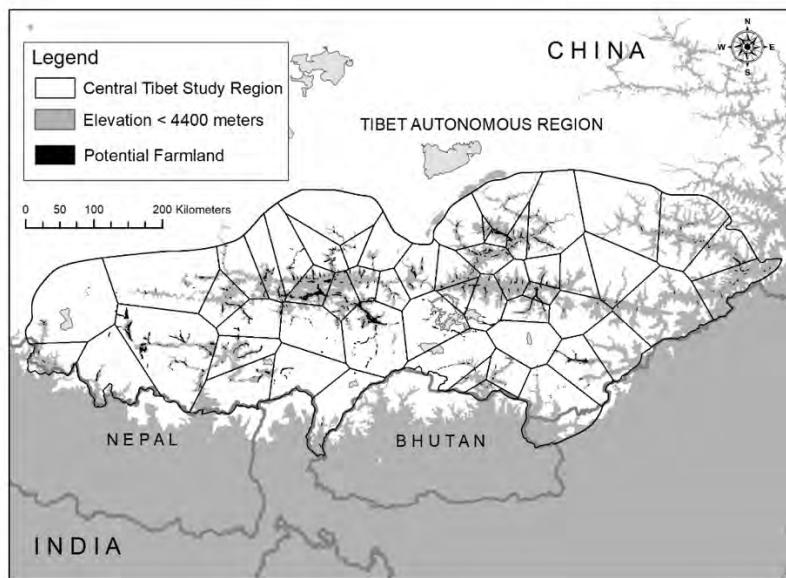 Legend
Central Tibet Study Region
Elevation < 4400 meters
Potential Farmland
0 50 100 200 Kilometers
N
W E
S
CHINA
TIBET AUTONOMOUS REGION
NEPAL
BHUTAN
INDIA